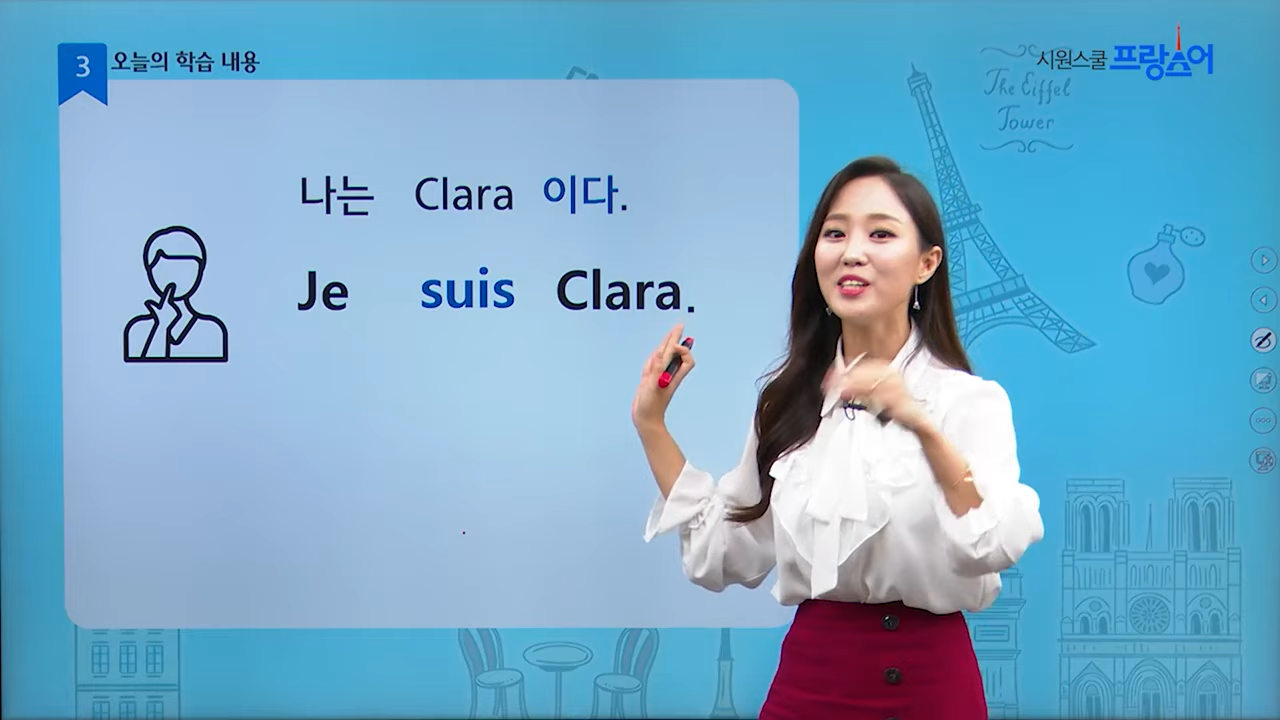 3 오늘의 학습 내용
시원스쿨 프랑스어
The Eiffel
Tower
나는 Clara 이다.
Je suis Clara.